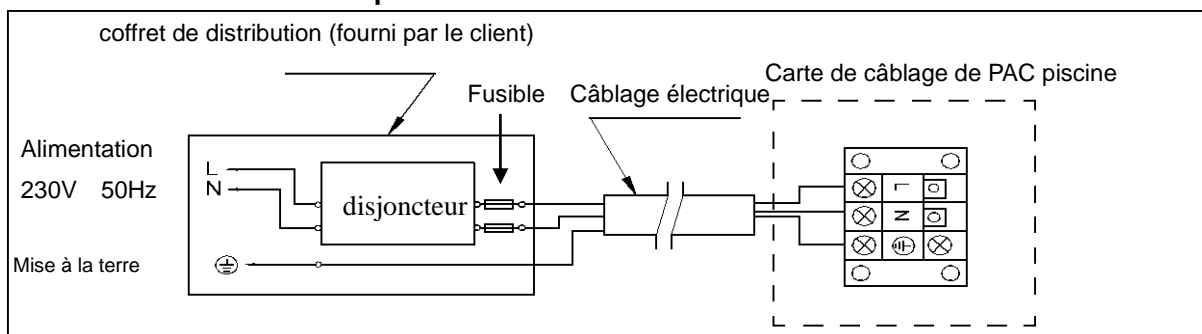 coffret de distribution (fourni par le client)
Carte de câblage de PAC piscine
Fusible
Câblage électrique
Alimentation
230V 50Hz
L
N
disjoncteur
Mise à la terre
L
N